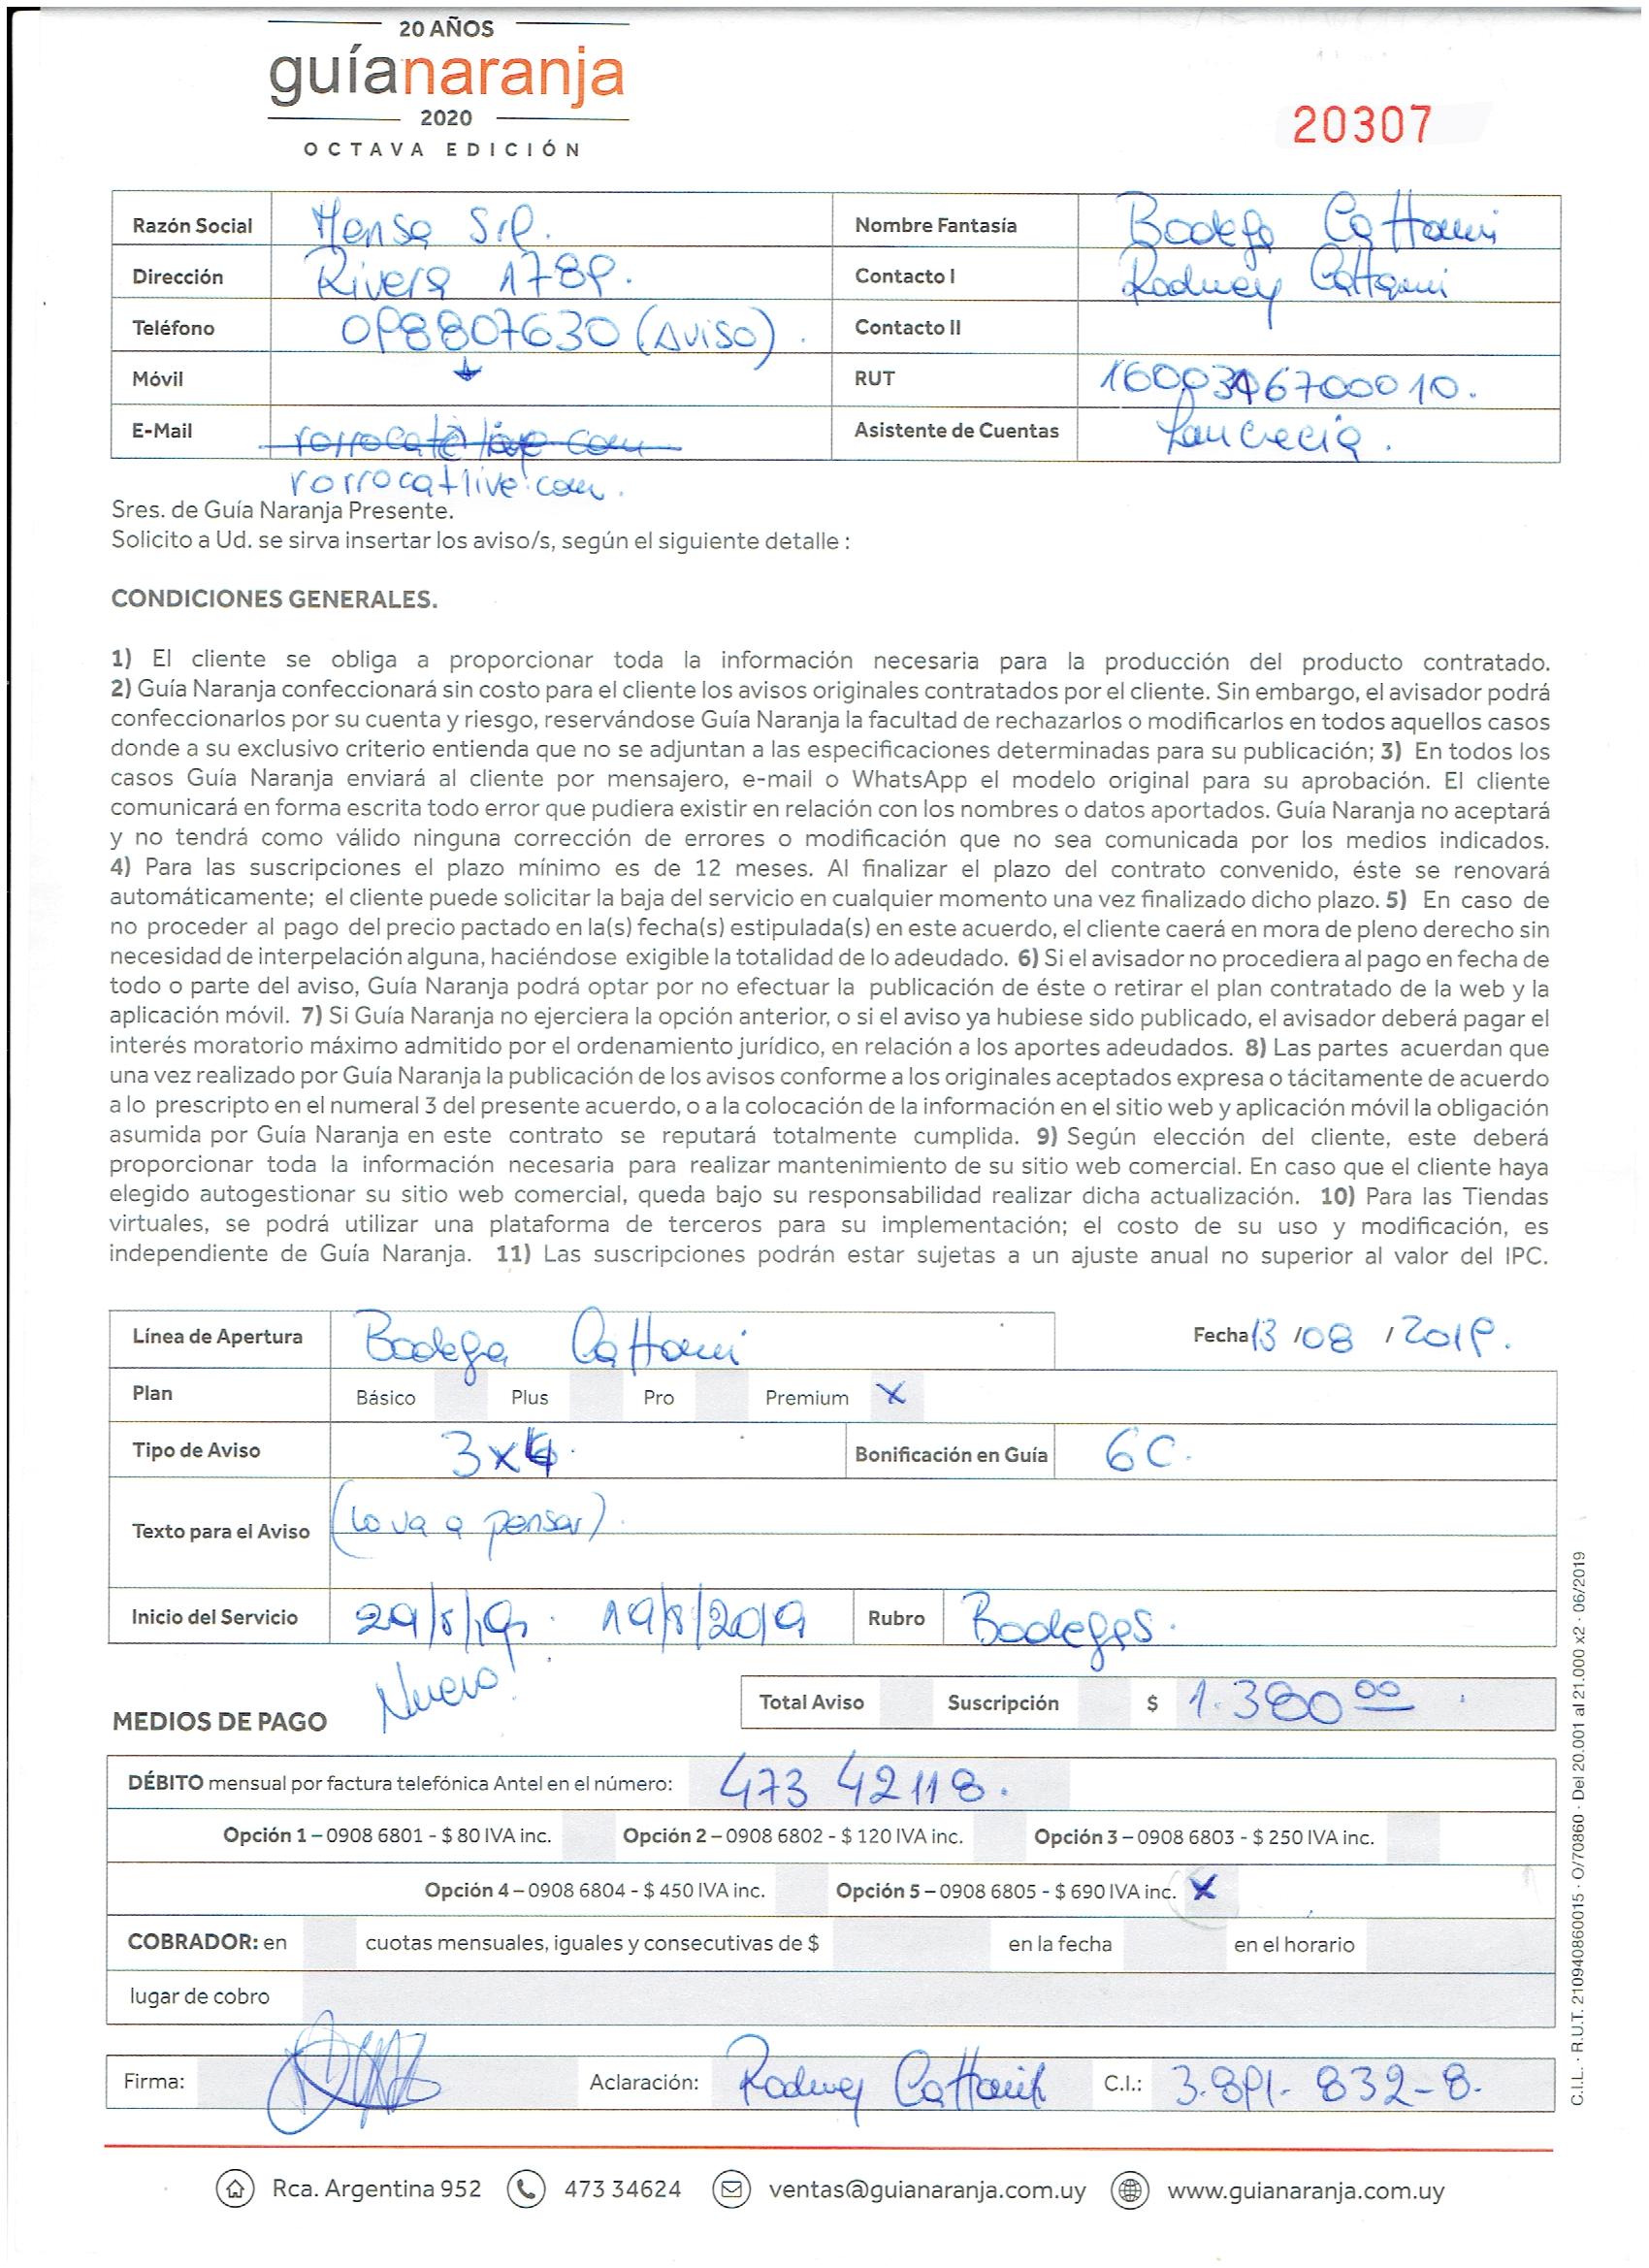 20 AÑOS
guíanaranja
2020
OCTAVA EDICIÓN
20307
Razón Social Mensa Srl. Nombre Fantasía Bodega Cattani
Dirección Rivera 1789. Contacto I Rodney Cattani
Teléfono 098807630 (Aviso). Contacto II
Móvil RUT 160034670010.
E-Mail Asistente de Cuentas
rorrocatlive.com.
Sres. de Guía Naranja Presente.
Solicito a Ud. se sirva insertar los aviso/s, según el siguiente detalle :
CONDICIONES GENERALES.
1) El cliente se obliga a proporcionar toda la información necesaria para la producción del producto contratado.
2) Guía Naranja confeccionará sin costo para el cliente los avisos originales contratados por el cliente. Sin embargo, el avisador podrá
confeccionarlos por su cuenta y riesgo, reservándose Guía Naranja la facultad de rechazarlos o modificarlos en todos aquellos casos
donde a su exclusivo criterio entienda que no se adjuntan a las especificaciones determinadas para su publicación; 3) En todos los
casos Guía Naranja enviará al cliente por mensajero, e-mail o WhatsApp el modelo original para su aprobación. El cliente
comunicará en forma escrita todo error que pudiera existir en relación con los nombres o datos aportados. Guía Naranja no aceptará
y no tendrá como válido ninguna corrección de errores o modificación que no sea comunicada por los medios indicados.
4) Para las suscripciones el plazo mínimo es de 12 meses. Al finalizar el plazo del contrato convenido, éste se renovará
automáticamente; el cliente puede solicitar la baja del servicio en cualquier momento una vez finalizado dicho plazo. 5) En caso de
no proceder al pago del precio pactado en la(s) fecha(s) estipulada(s) en este acuerdo, el cliente caerá en mora de pleno derecho sin
necesidad de interpelación alguna, haciéndose exigible la totalidad de lo adeudado. 6) Si el avisador no procediera al pago en fecha de
todo o parte del aviso, Guía Naranja podrá optar por no efectuar la publicación de éste o retirar el plan contratado de la web y la
aplicación móvil. 7) Si Guía Naranja no ejerciera la opción anterior, o si el aviso ya hubiese sido publicado, el avisador deberá pagar el
interés moratorio máximo admitido por el ordenamiento jurídico, en relación a los aportes adeudados. 8) Las partes acuerdan que
una vez realizado por Guía Naranja la publicación de los avisos conforme a los originales aceptados expresa o tácitamente de acuerdo
a lo prescripto en el numeral 3 del presente acuerdo, o a la colocación de la información en el sitio web y aplicación móvil la obligación
asumida por Guía Naranja en este contrato se reputará totalmente cumplida. 9) Según elección del cliente, este deberá
proporcionar toda la información necesaria para realizar mantenimiento de su sitio web comercial. En caso que el cliente haya
elegido autogestionar su sitio web comercial, queda bajo su responsabilidad realizar dicha actualización. 10) Para las Tiendas
virtuales, se podrá utilizar una plataforma de terceros para su implementación; el costo de su uso y modificación, es
independiente de Guía Naranja. 11) Las suscripciones podrán estar sujetas a un ajuste anual no superior al valor del IPC.
Línea de Apertura Bodega Cattani Fecha 13 /08 / 2019.
Plan Básico Plus Pro Premium X
Tipo de Aviso 3x4. Bonificación en Guía 6C.
Texto para el Aviso (Lo va a pensar).
Inicio del Servicio 29/8/19. 19/8/2019 Rubro Bodegas.
Nuevo!
MEDIOS DE PAGO Total Aviso Suscripción $ 1.380 00
DÉBITO mensual por factura telefónica Antel en el número: 473 42118.
Opción 1 – 0908 6801 - $ 80 IVA inc. Opción 2 – 0908 6802 - $ 120 IVA inc. Opción 3 – 0908 6803 - $ 250 IVA inc.
Opción 4 – 0908 6804 - $ 450 IVA inc. Opción 5 – 0908 6805 - $ 690 IVA inc. X
COBRADOR: en cuotas mensuales, iguales y consecutivas de $ en la fecha en el horario
lugar de cobro
Firma: Aclaración: Rodney Cattani C.I.: 3.891.832-8.
C.I.L. - R.U.T. 210940860015 - O/70860 - Del 20.001 al 21.000 x2 - 06/2019
Rca. Argentina 952 473 34624 ventas@guianaranja.com.uy www.guianaranja.com.uy